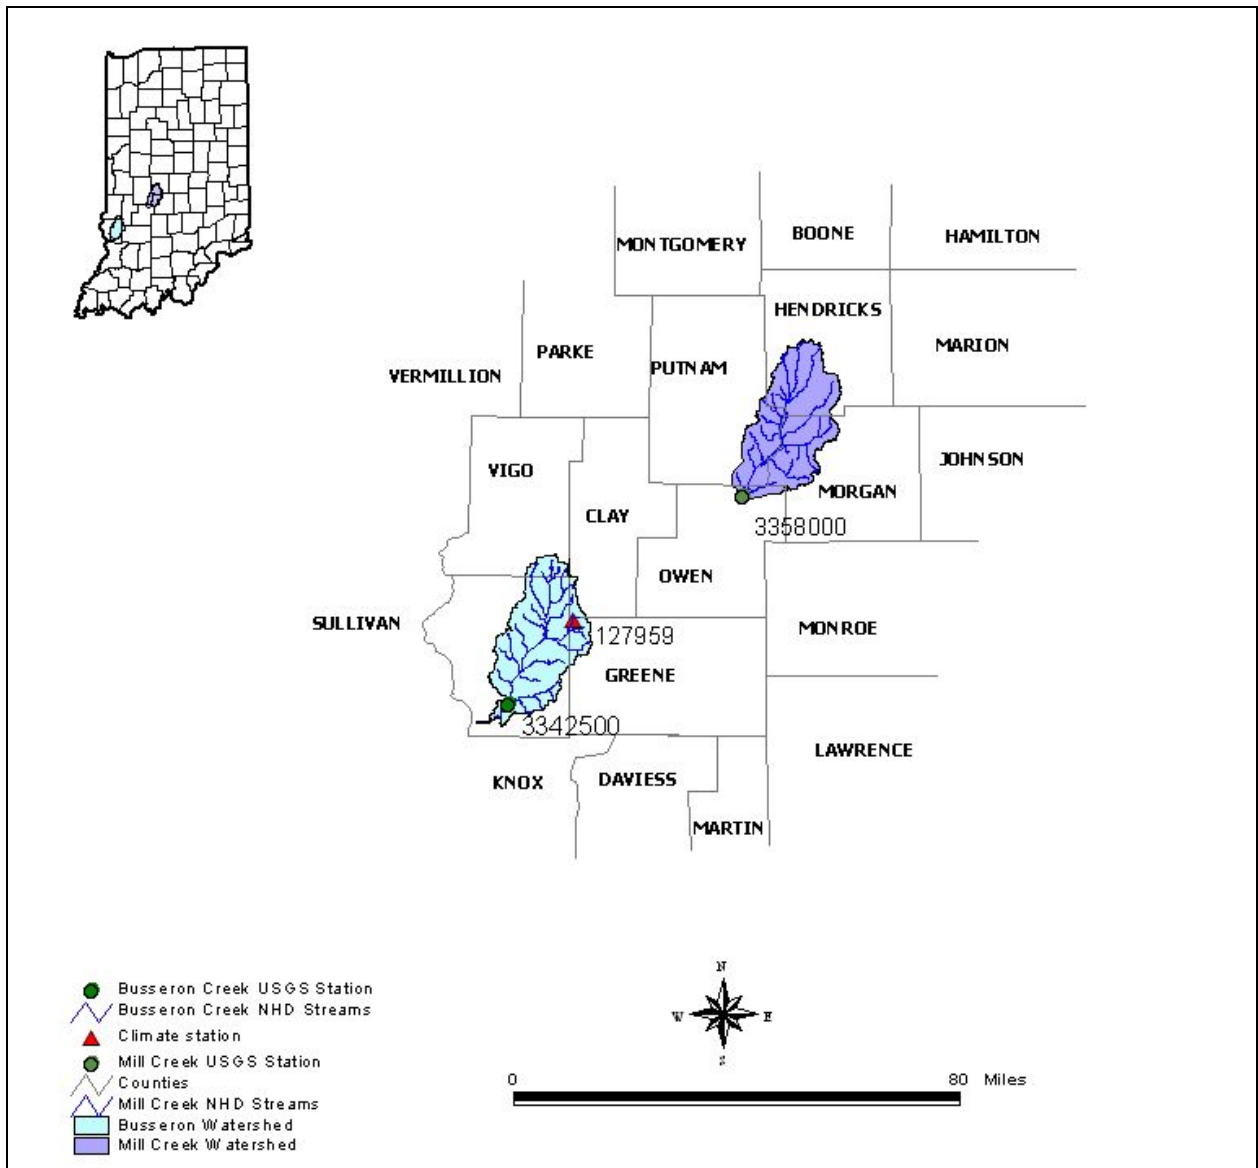 BOONE
HAMILTON
MONTGOMERY
HENDRICKS
MARION
PARKE
PUTNAM
VERMILLION
JOHNSON
VIGO
MORGAN
CLAY
3358000
OWEN
SULLIVAN
127959
MONROE
GREENE
3342500
LAWRENCE
KNOX
DAVIESS
MARTIN
N
W E
S
Busseron Creek USGS Station
Busseron Creek NHD Streams
Climate station
Mill Creek USGS Station
Counties
Mill Creek NHD Streams
Busseron Watershed
Mill Creek Watershed
0 80 Miles